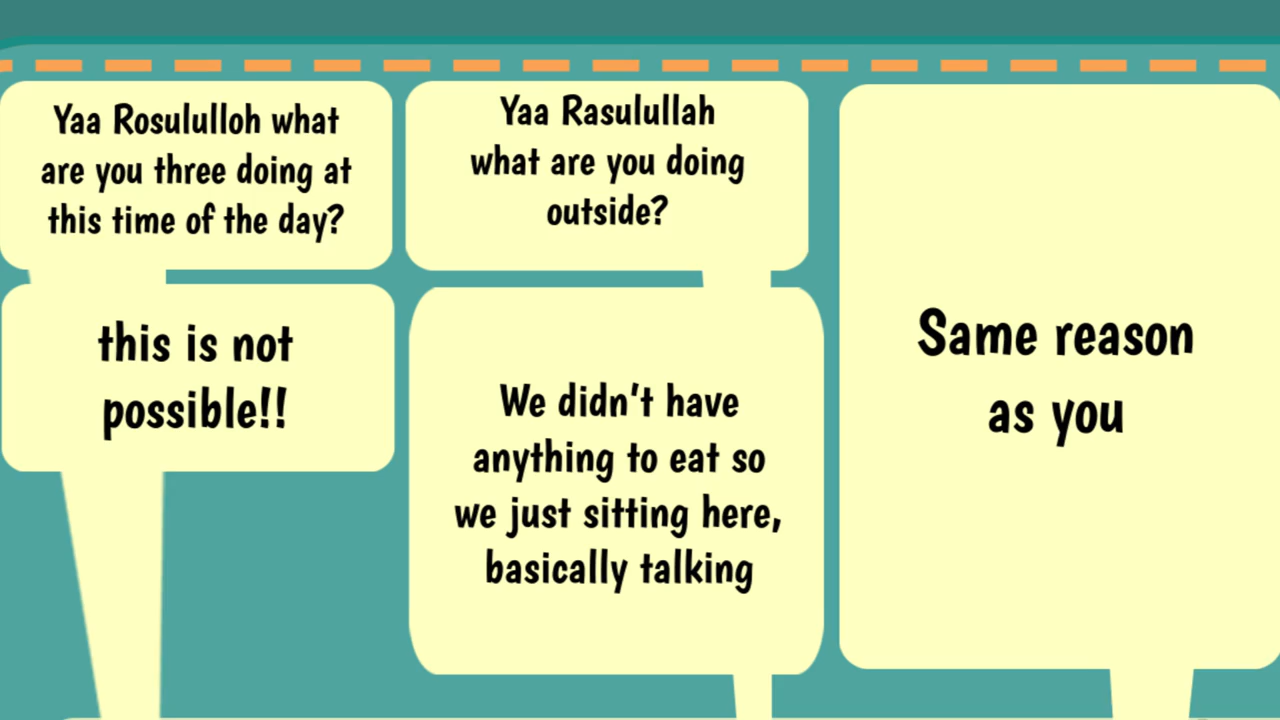 Yaa Rosululloh what
are you three doing at
this time of the day?
this is not
possible!!
Yaa Rasulullah
what are you doing
outside?
We didn't have
anything to eat so
we just sitting here,
basically talking
Same reason
as you